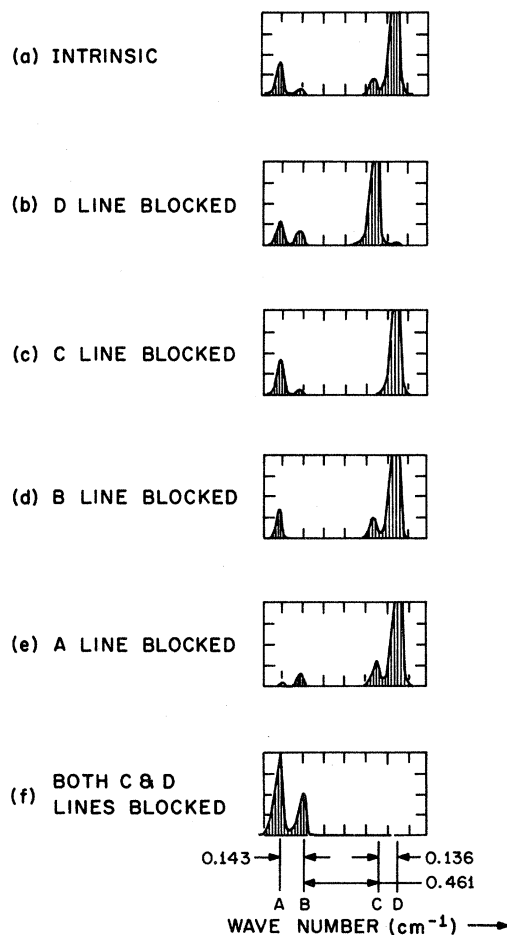 (a) INTRINSIC
(b) D LINE BLOCKED
(c) C LINE BLOCKED
(d) B LINE BLOCKED
(e) A LINE BLOCKED
(f) BOTH C & D
LINES BLOCKED
0.143
0.136
0.461
A B C D
WAVE NUMBER (cm⁻¹)